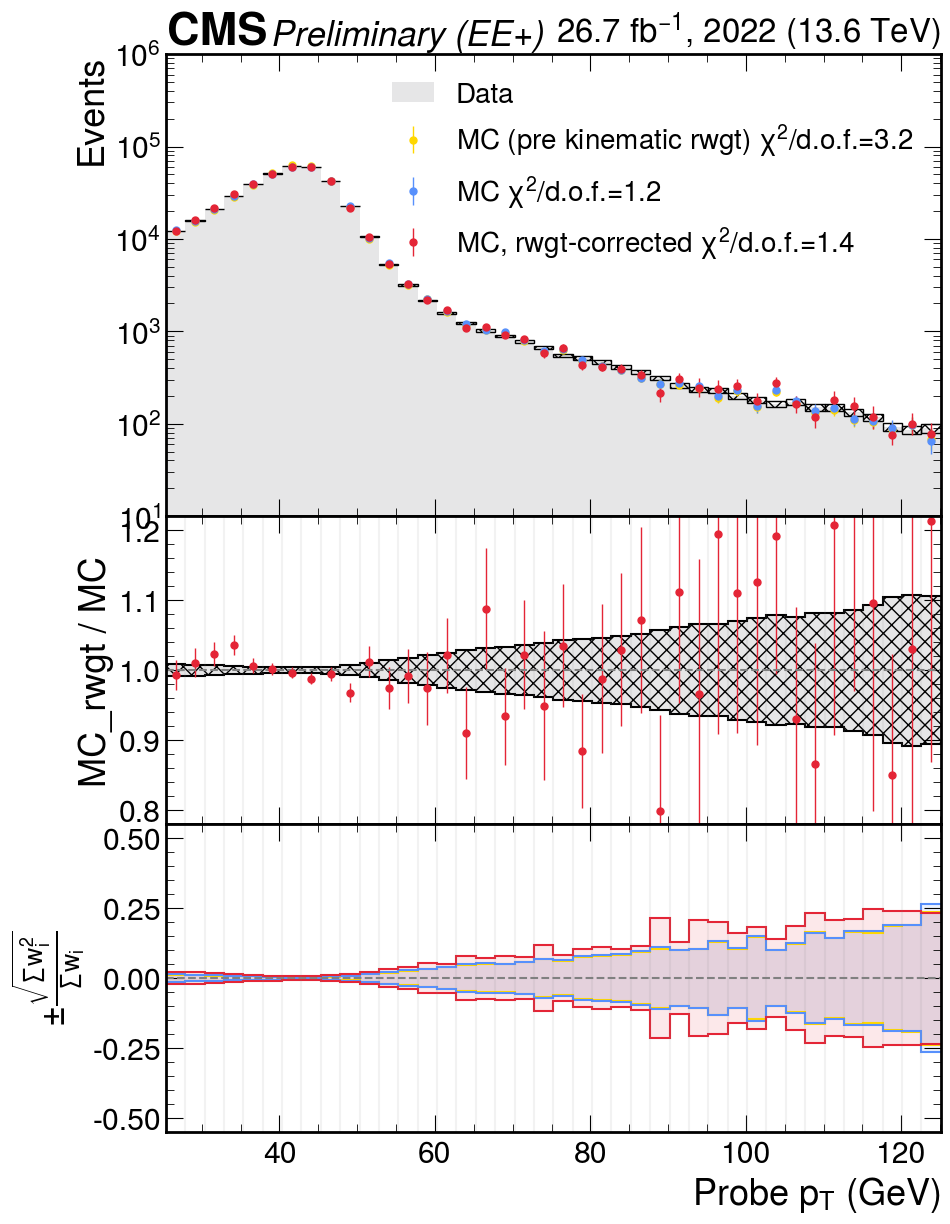 CMS Preliminary (EE+) 26.7 fb⁻¹, 2022 (13.6 TeV)
Events
10⁶
10⁵
10⁴
10³
10²
10¹
Data
MC (pre kinematic rwgt) χ²/d.o.f.=3.2
MC χ²/d.o.f.=1.2
MC, rwgt-corrected χ²/d.o.f.=1.4
MC_rwgt / MC
1.2
1.1
1.0
0.9
0.8
± √Σwᵢ² / Σwᵢ
0.50
0.25
0.00
-0.25
-0.50
40 60 80 100 120
Probe p_T (GeV)